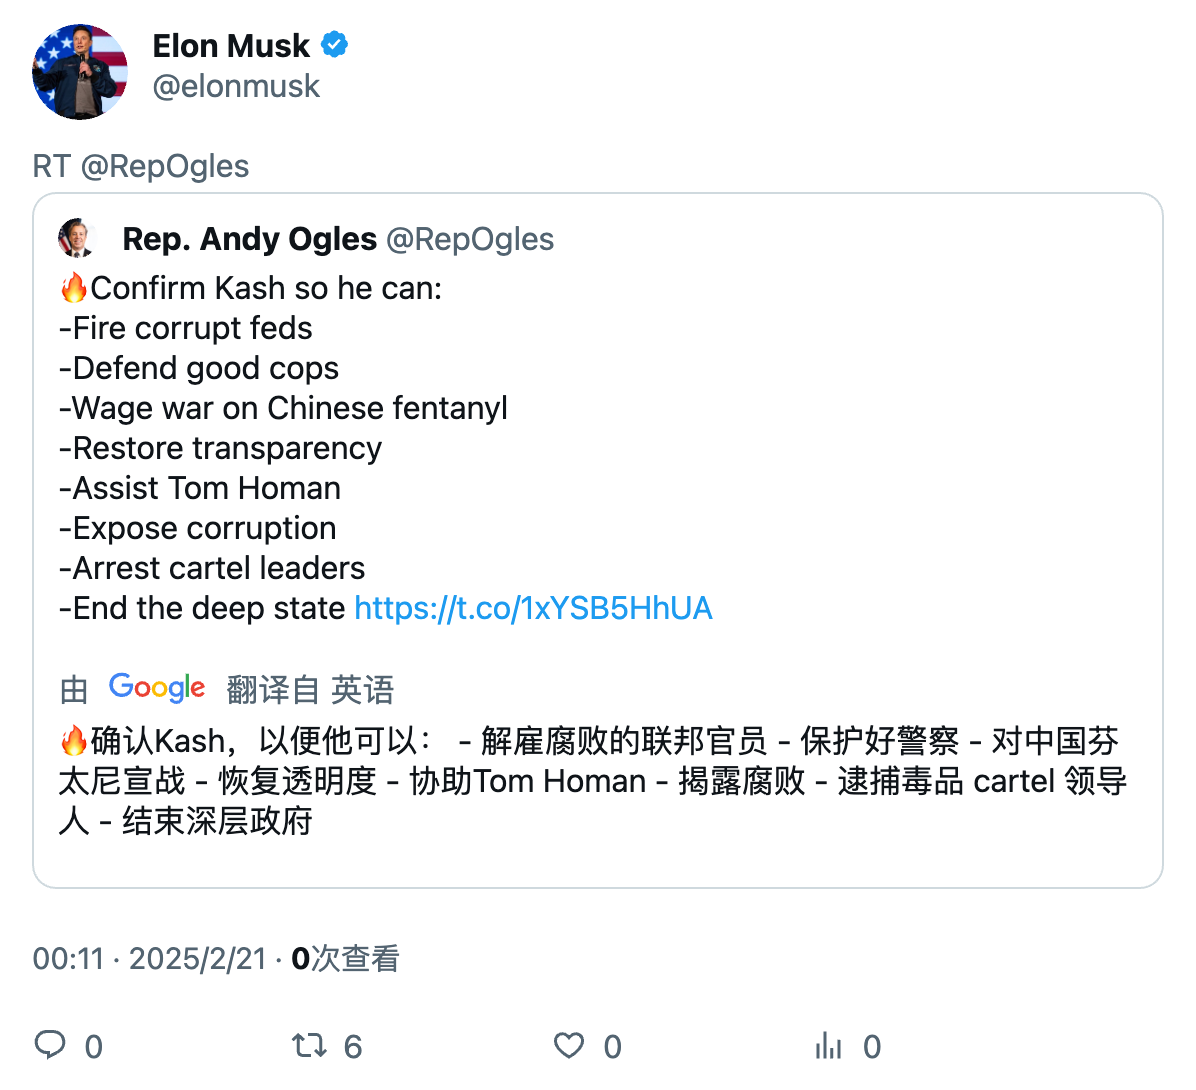 Elon Musk
@elonmusk
RT @RepOgles
Rep. Andy Ogles @RepOgles
🔥Confirm Kash so he can:
-Fire corrupt feds
-Defend good cops
-Wage war on Chinese fentanyl
-Restore transparency
-Assist Tom Homan
-Expose corruption
-Arrest cartel leaders
-End the deep state https://t.co/1xYSB5HhUA
由 Google 翻译自 英语
🔥确认Kash，以便他可以： - 解雇腐败的联邦官员 - 保护好警察 - 对中国芬
太尼宣战 - 恢复透明度 - 协助Tom Homan - 揭露腐败 - 逮捕毒品 cartel 领导
人 - 结束深层政府
00:11 · 2025/2/21 · 0次查看
0 6 0 0